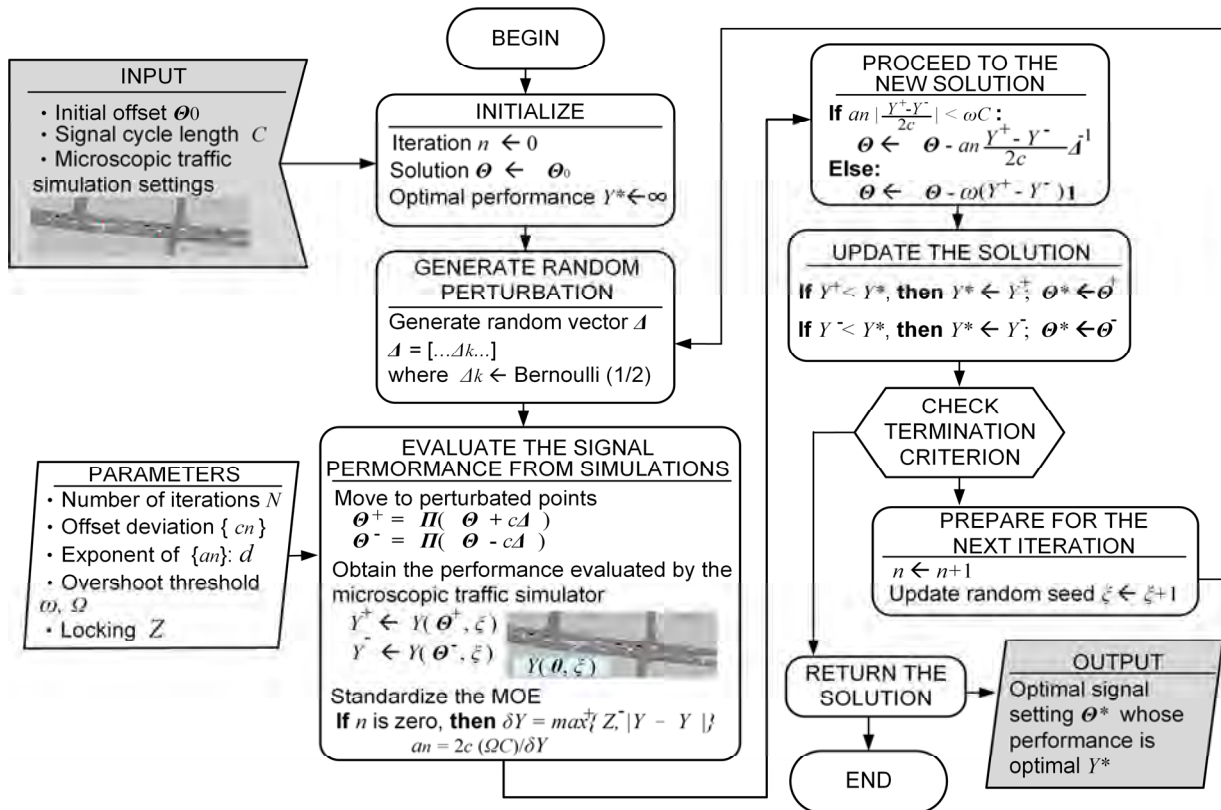 BEGIN
INPUT
· Initial offset Θ0
· Signal cycle length C
· Microscopic traffic
simulation settings
INITIALIZE
Iteration n ← 0
Solution Θ ← Θ₀
Optimal performance Y*←∞
GENERATE RANDOM
PERTURBATION
Generate random vector Δ
Δ = [...Δk...]
where Δk ← Bernoulli (1/2)
PARAMETERS
· Number of iterations N
· Offset deviation { cn }
· Exponent of {an}: d
· Overshoot threshold
ω, Ω
· Locking Z
EVALUATE THE SIGNAL
PERMORMANCE FROM SIMULATIONS
Move to perturbated points
Θ⁺ = Π( Θ + cΔ )
Θ⁻ = Π( Θ - cΔ )
Obtain the performance evaluated by the
microscopic traffic simulator
Y⁺ ← Y( Θ⁺, ξ )
Y⁻ ← Y( Θ⁻, ξ )
Y(θ, ξ)
Standardize the MOE
If n is zero, then δY = max{ Z, |Y⁺ - Y⁻|}
an = 2c (ΩC)/δY
PROCEED TO THE
NEW SOLUTION
If an | (Y⁺-Y⁻)/2c | < ωC :
Θ ← Θ - an (Y⁺ - Y⁻)/2c Δ⁻¹
Else:
Θ ← Θ - ω(Y⁺ - Y⁻)1
UPDATE THE SOLUTION
If Y⁺ < Y*, then Y* ← Y⁺; Θ* ← Θ⁺
If Y⁻ < Y*, then Y* ← Y⁻; Θ* ← Θ⁻
CHECK
TERMINATION
CRITERION
PREPARE FOR THE
NEXT ITERATION
n ← n+1
Update random seed ξ ← ξ+1
RETURN THE
SOLUTION
OUTPUT
Optimal signal
setting Θ* whose
performance is
optimal Y*
END